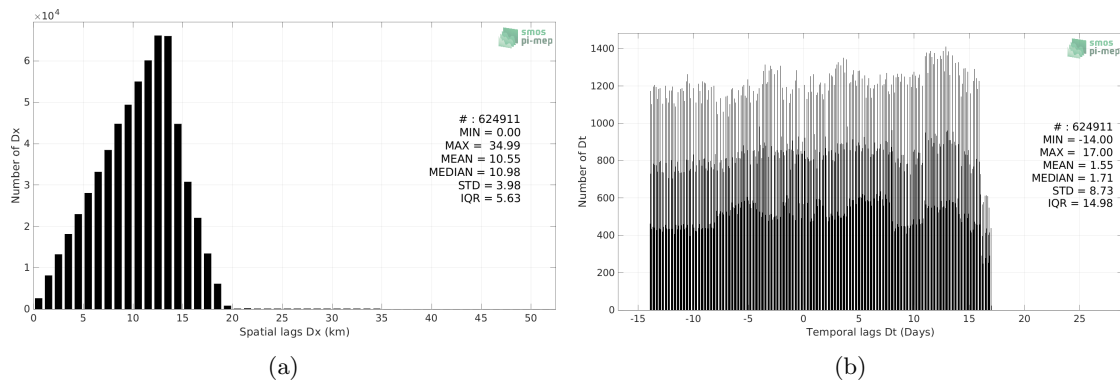 ×10⁴
smos
pi-mep
6
5
4
3
2
1
0
Number of Dx
# : 624911
MIN = 0.00
MAX = 34.99
MEAN = 10.55
MEDIAN = 10.98
STD = 3.98
IQR = 5.63
0 5 10 15 20 25 30 35 40 45 50
Spatial lags Dx (km)
(a)
smos
pi-mep
1400
1200
1000
800
600
400
200
0
Number of Dt
# : 624911
MIN = -14.00
MAX = 17.00
MEAN = 1.55
MEDIAN = 1.71
STD = 8.73
IQR = 14.98
-15 -10 -5 0 5 10 15 20 25
Temporal lags Dt (Days)
(b)